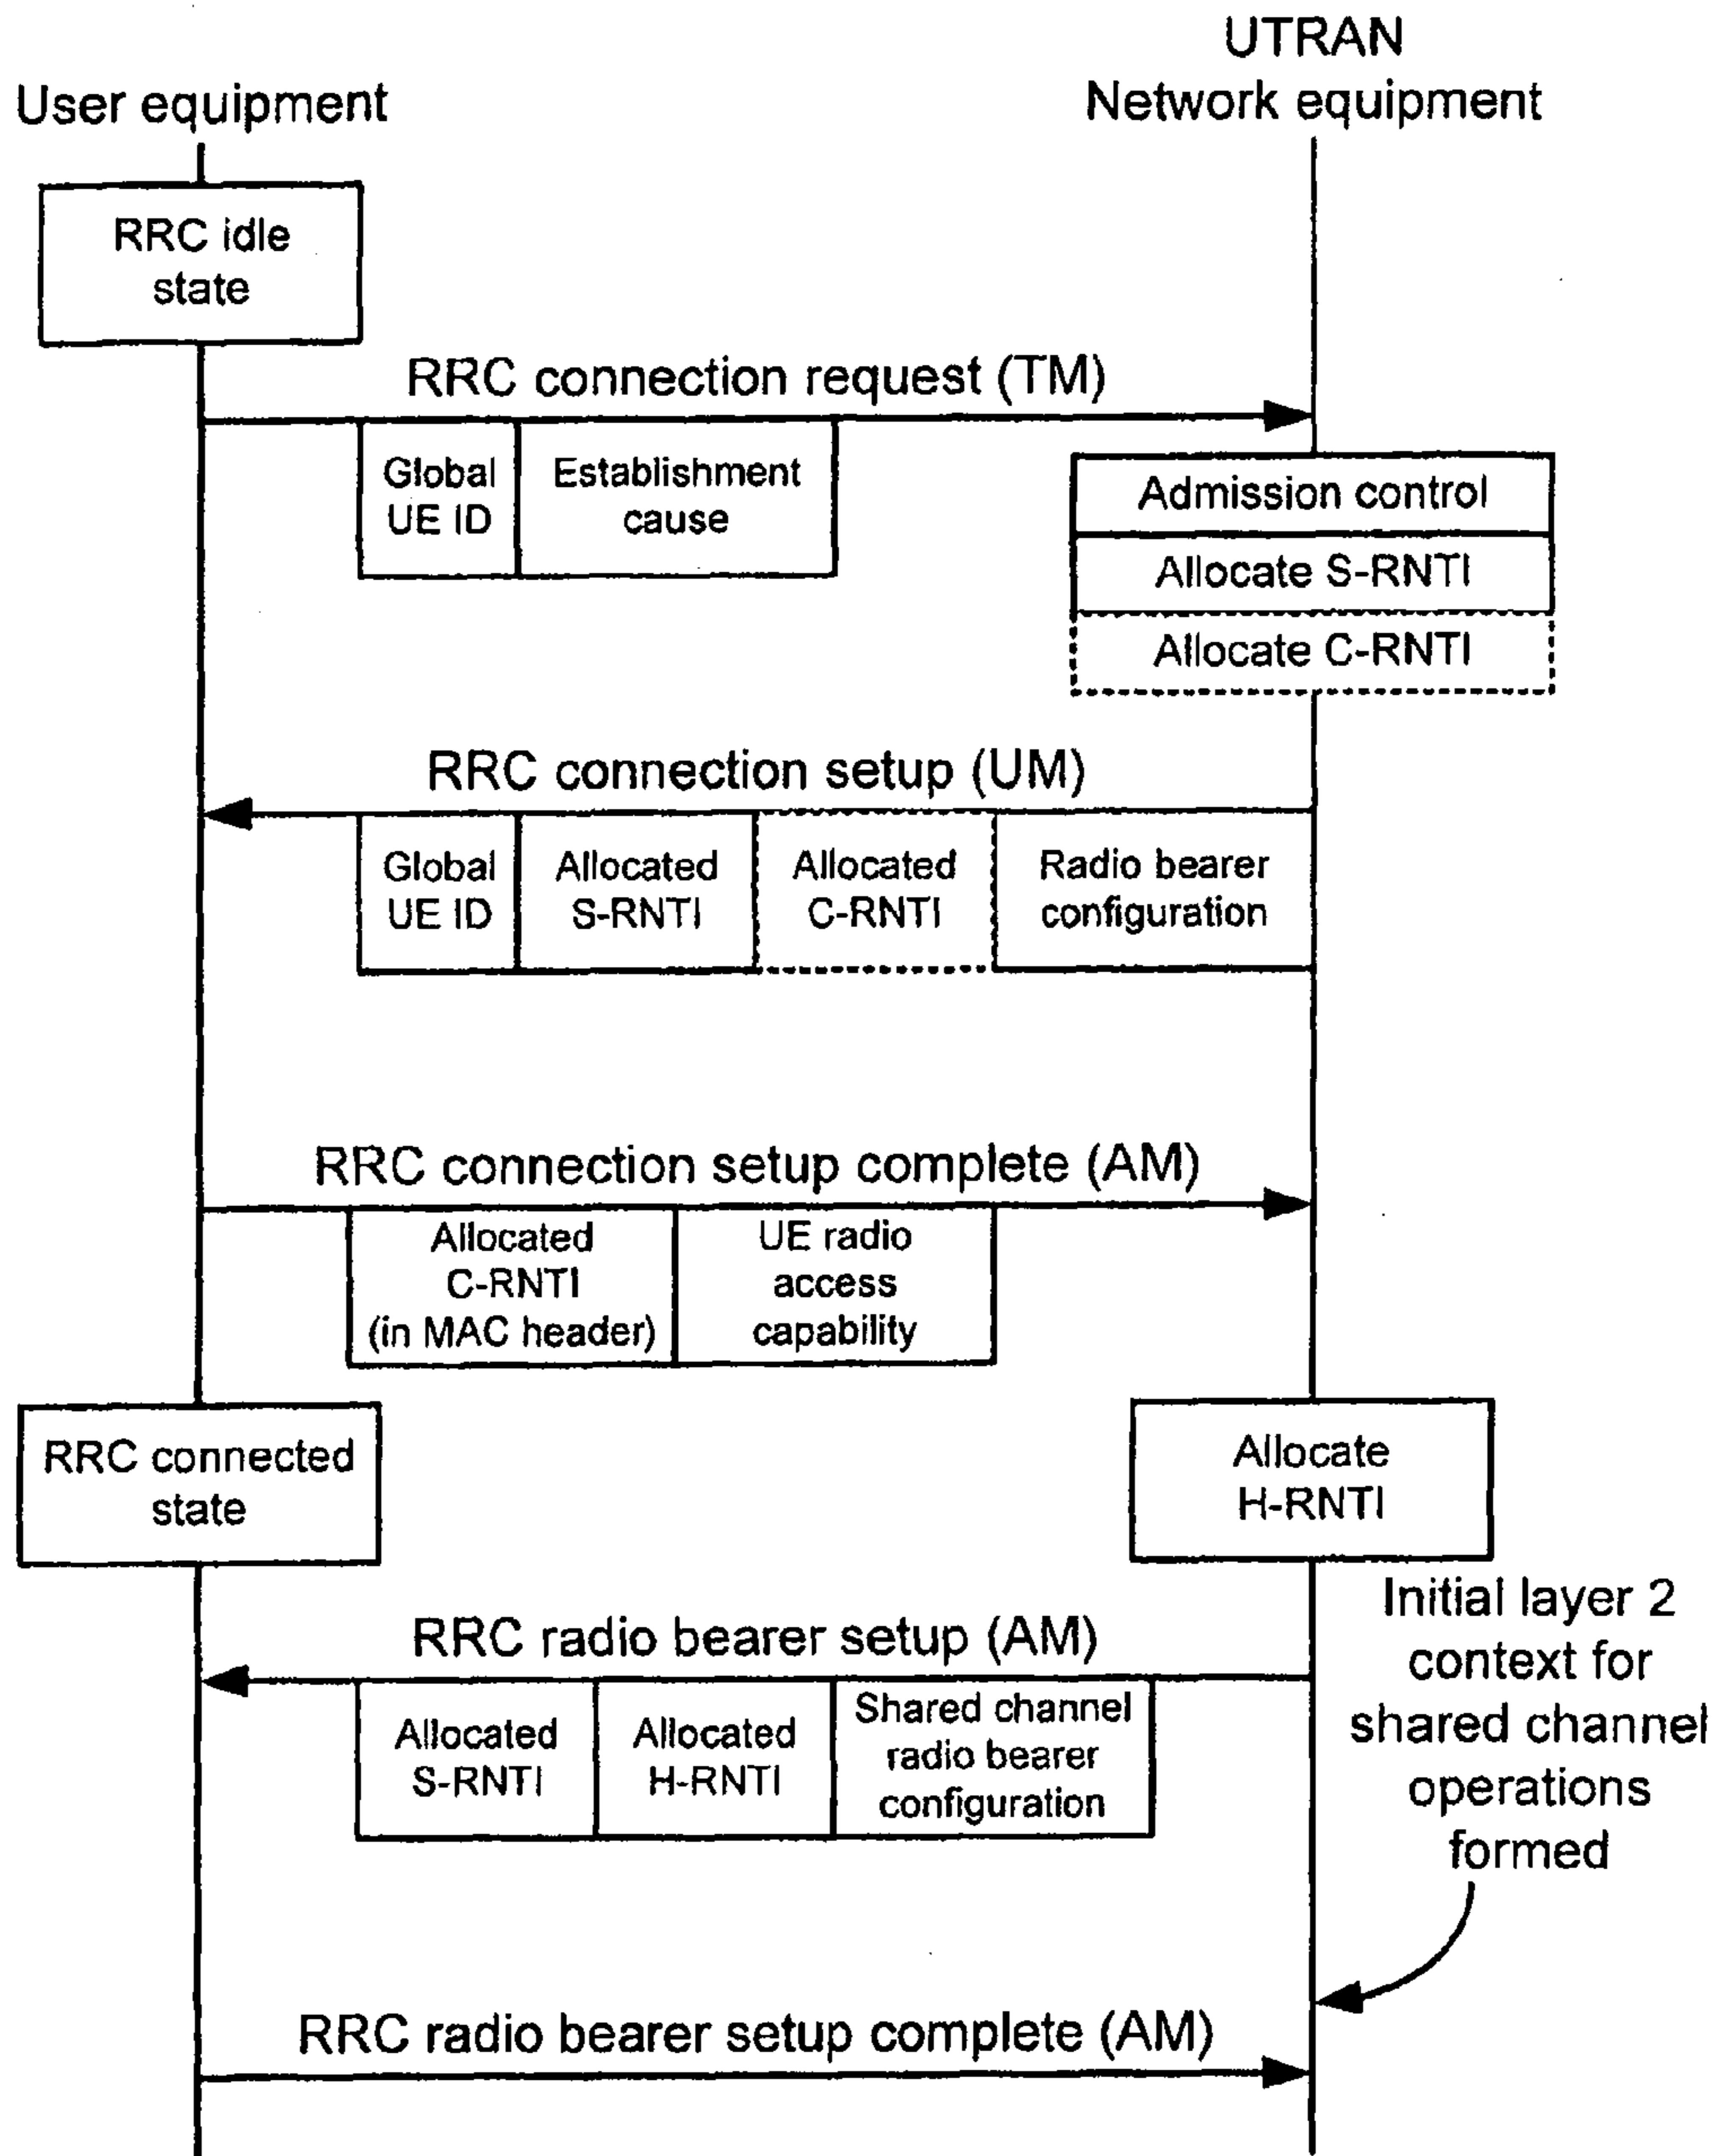 UTRAN
Network equipment
User equipment
RRC idle
state
RRC connection request (TM)
Global
UE ID
Establishment
cause
Admission control
Allocate S-RNTI
Allocate C-RNTI
RRC connection setup (UM)
Global
UE ID
Allocated
S-RNTI
Allocated
C-RNTI
Radio bearer
configuration
RRC connection setup complete (AM)
Allocated
C-RNTI
(in MAC header)
UE radio
access
capability
RRC connected
state
Allocate
H-RNTI
Initial layer 2
context for
shared channel
operations
formed
RRC radio bearer setup (AM)
Allocated
S-RNTI
Allocated
H-RNTI
Shared channel
radio bearer
configuration
RRC radio bearer setup complete (AM)